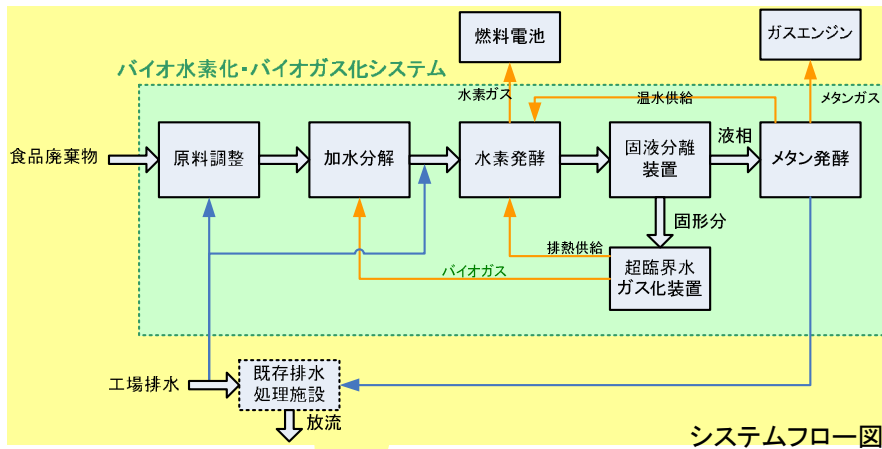 燃料電池
ガスエンジン
バイオ水素化・バイオガス化システム
水素ガス
温水供給
メタンガス
食品廃棄物
原料調整
加水分解
水素発酵
固液分離
装置
液相
メタン発酵
固形分
排熱供給
バイオガス
超臨界水
ガス化装置
工場排水
既存排水
処理施設
放流
システムフロー図